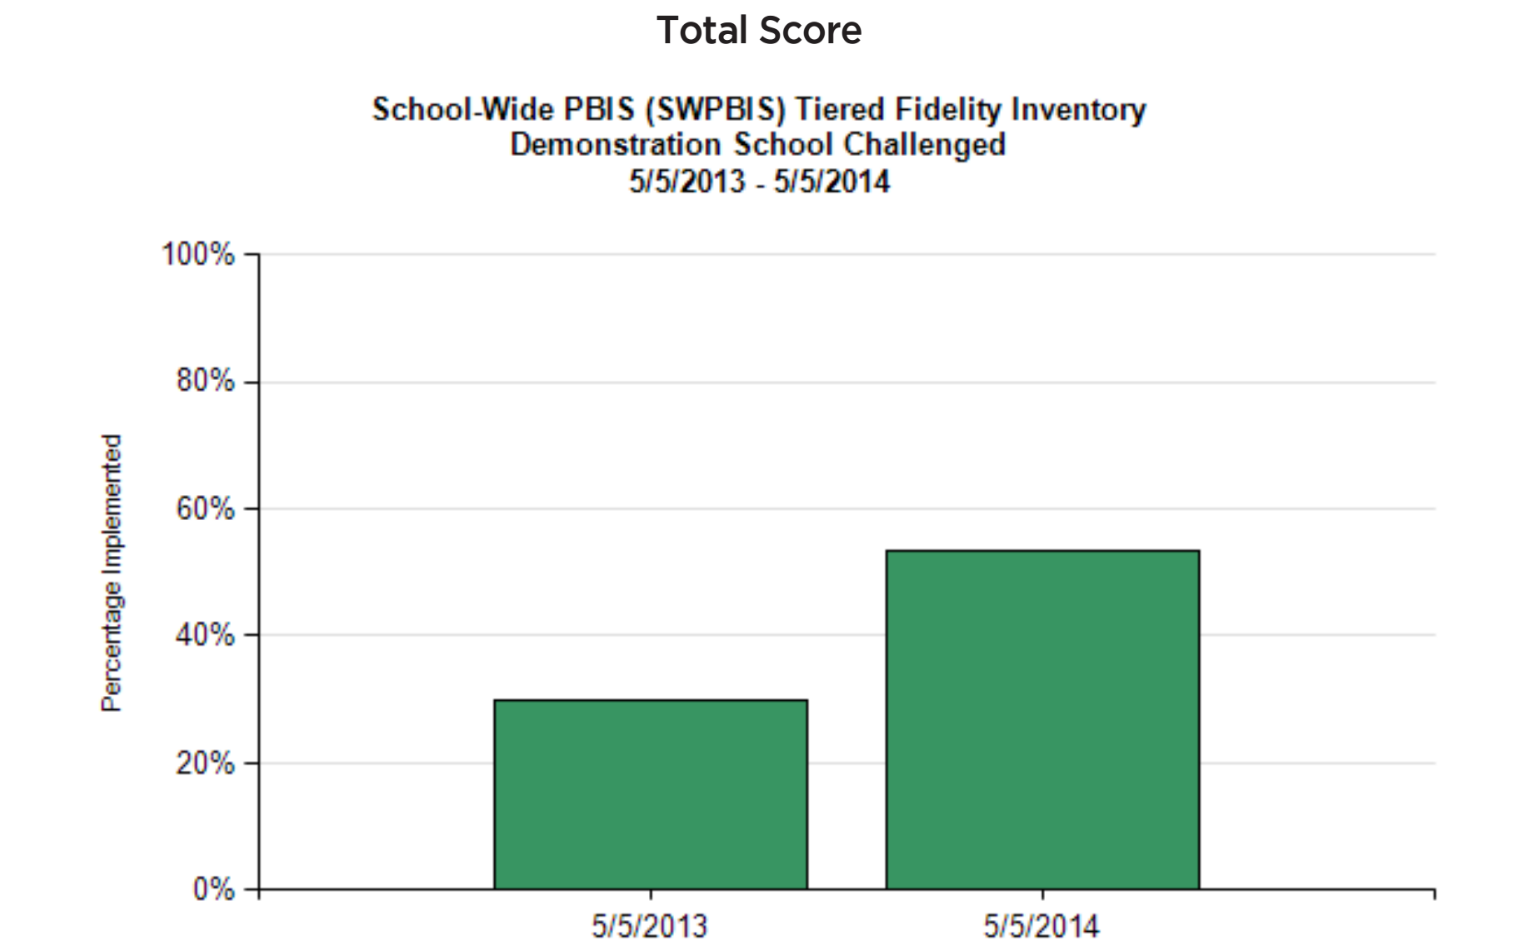 Total Score
School-Wide PBIS (SWPBIS) Tiered Fidelity Inventory
Demonstration School Challenged
5/5/2013 - 5/5/2014
100%
80%
60%
40%
20%
0%
Percentage Implemented
5/5/2013
5/5/2014